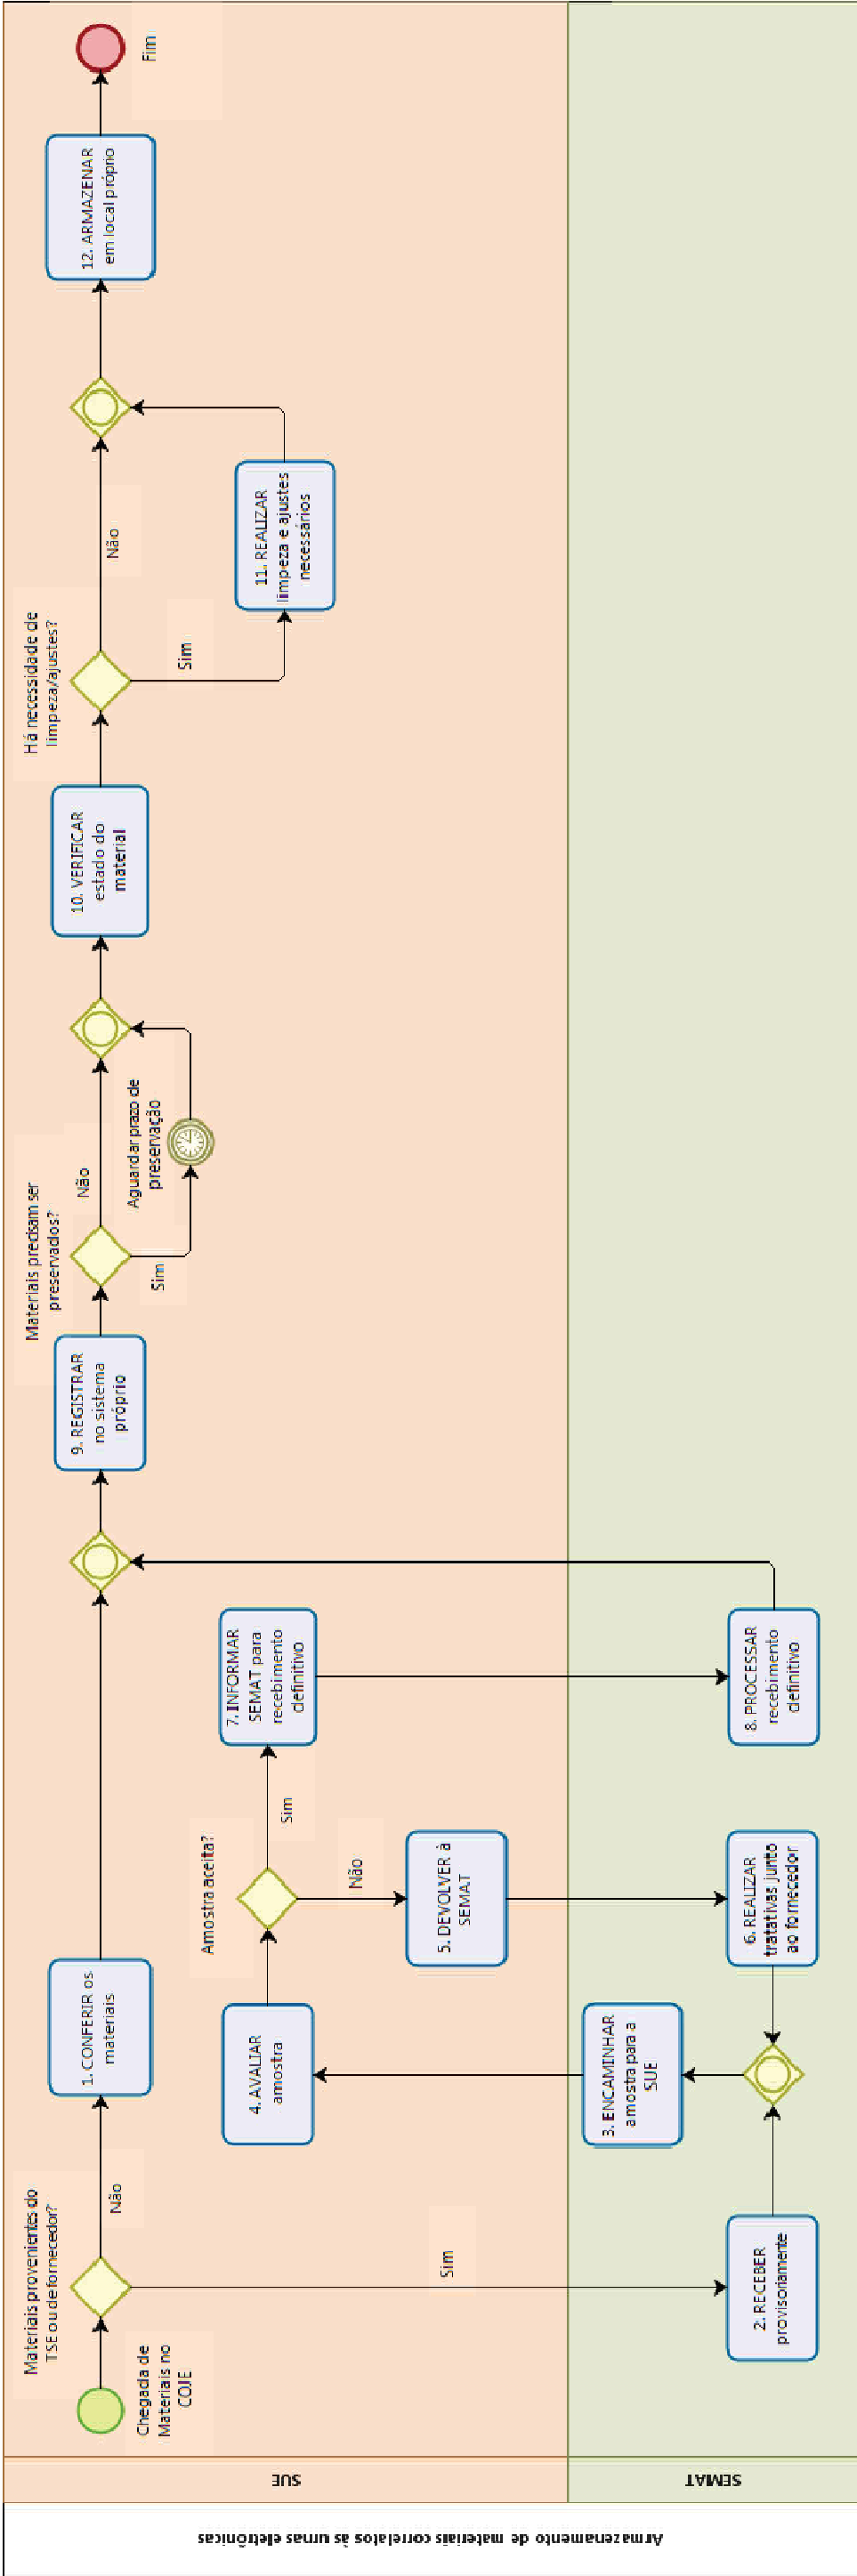 Armazenamento de materiais correlatos às urnas eletrônicas
SUE
SEMAT
Chegada de
Materiais no
COJE
Materiais provenientes do
TSE ou de fornecedor?
Não
Sim
1. CONFERIR os
materiais
2. RECEBER
provisoriamente
3. ENCAMINHAR
amostra para a
SUE
4. AVALIAR
amostra
Amostra aceita?
Não
Sim
5. DEVOLVER à
SEMAT
6. REALIZAR
tratativas junto
ao fornecedor
7. INFORMAR
SEMAT para
recebimento
definitivo
8. PROCESSAR
recebimento
definitivo
9. REGISTRAR
no sistema
próprio
Materiais precisam ser
preservados?
Não
Sim
Aguardar prazo de
preservação
10. VERIFICAR
estado do
material
Há necessidade de
limpeza/ajustes?
Não
Sim
11. REALIZAR
limpeza e ajustes
necessários
12. ARMAZENAR
em local próprio
Fim